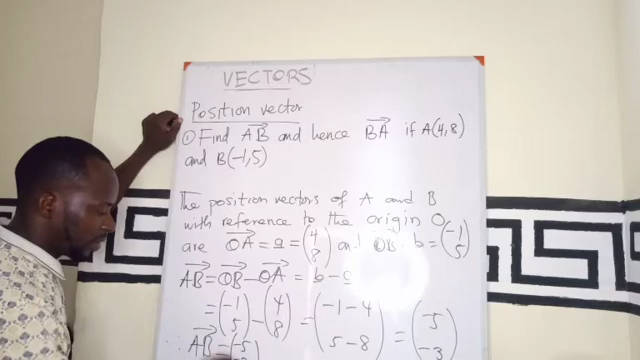 VECTORS
Position vector
① Find AB and hence BA if A(4,8)
and B(-1,5)
The position vectors of A and B
with reference to the origin O
are OA = a = (4 8) and OB = b = (-1 5)
AB = OB - OA = b - a
= (-1 5) - (4 8) = (-1 - 4 5 - 8) = (-5 -3)
∴ AB = (-5